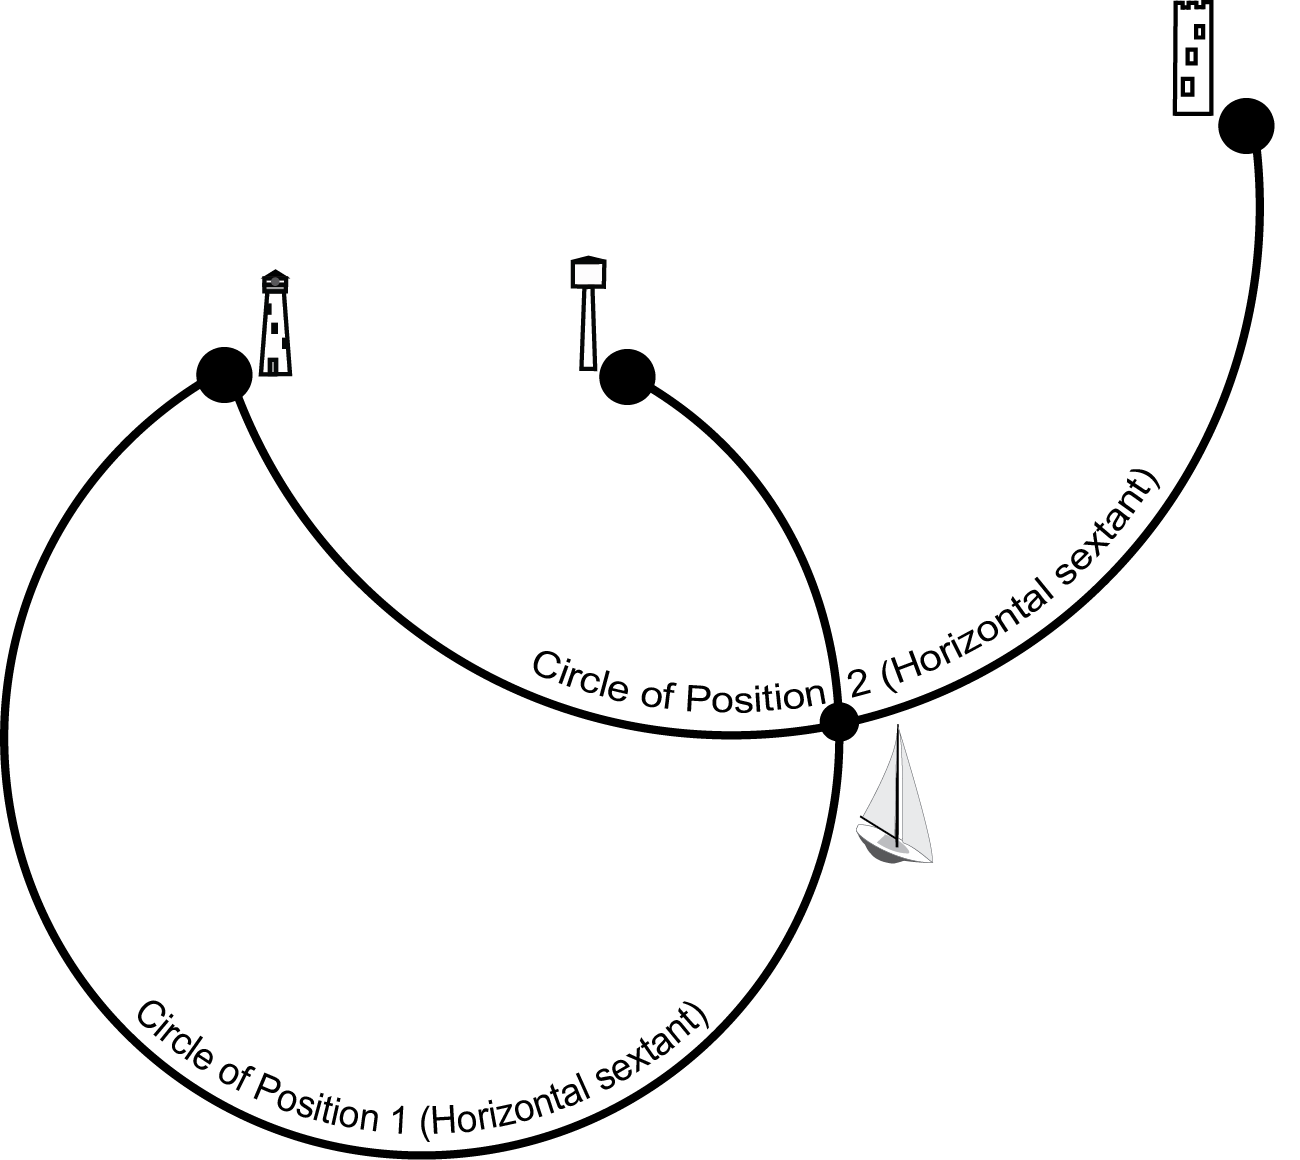 Circle of Position 2 (Horizontal sextant)
Circle of Position 1 (Horizontal sextant)